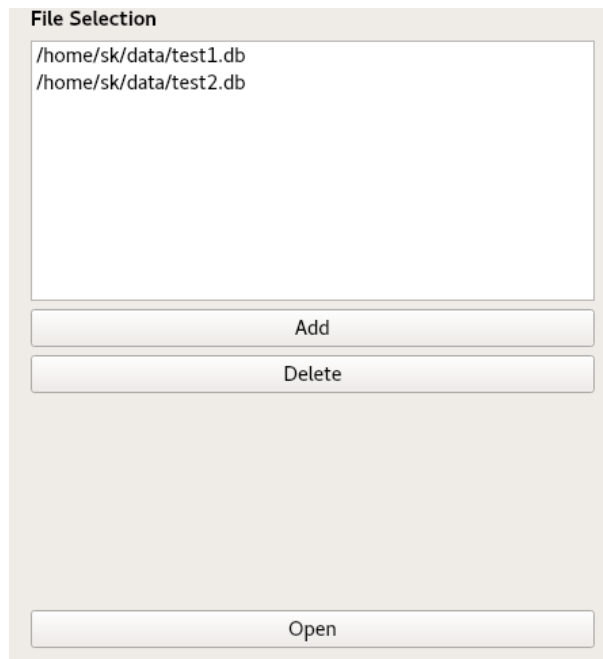 File Selection
/home/sk/data/test1.db
/home/sk/data/test2.db
Add
Delete
Open